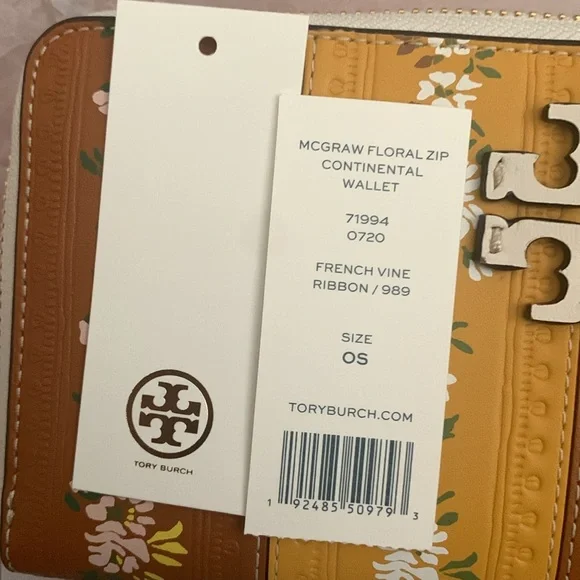 TORY BURCH
MCGRAW FLORAL ZIP
CONTINENTAL
WALLET
71994
0720
FRENCH VINE
RIBBON / 989
SIZE
OS
TORYBURCH.COM
1 92485 50979 3